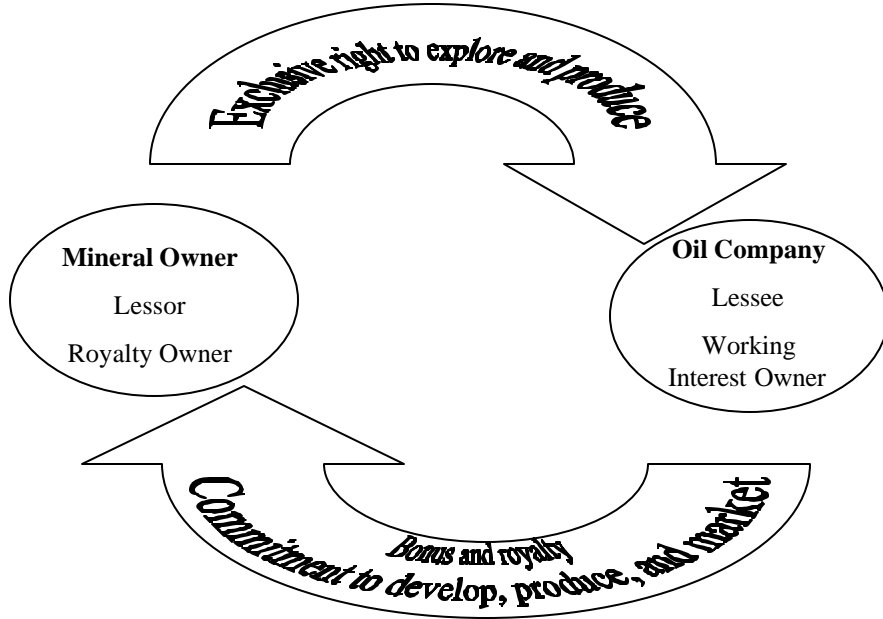 Exclusive right to explore and produce
Mineral Owner
Lessor
Royalty Owner
Oil Company
Lessee
Working
Interest Owner
Bonus and royalty
Commitment to develop, produce, and market